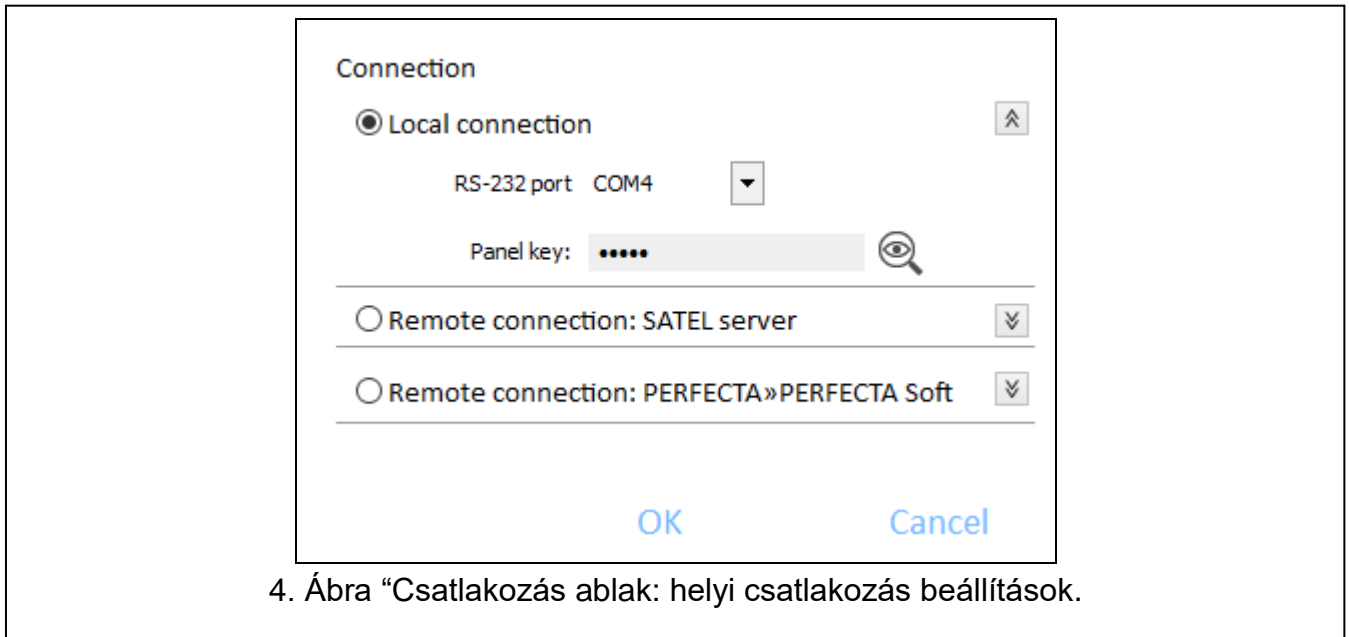 Connection
Local connection
RS-232 port COM4
Panel key: •••••
Remote connection: SATEL server
Remote connection: PERFECTA»PERFECTA Soft
OK Cancel
4. Ábra “Csatlakozás ablak: helyi csatlakozás beállítások.